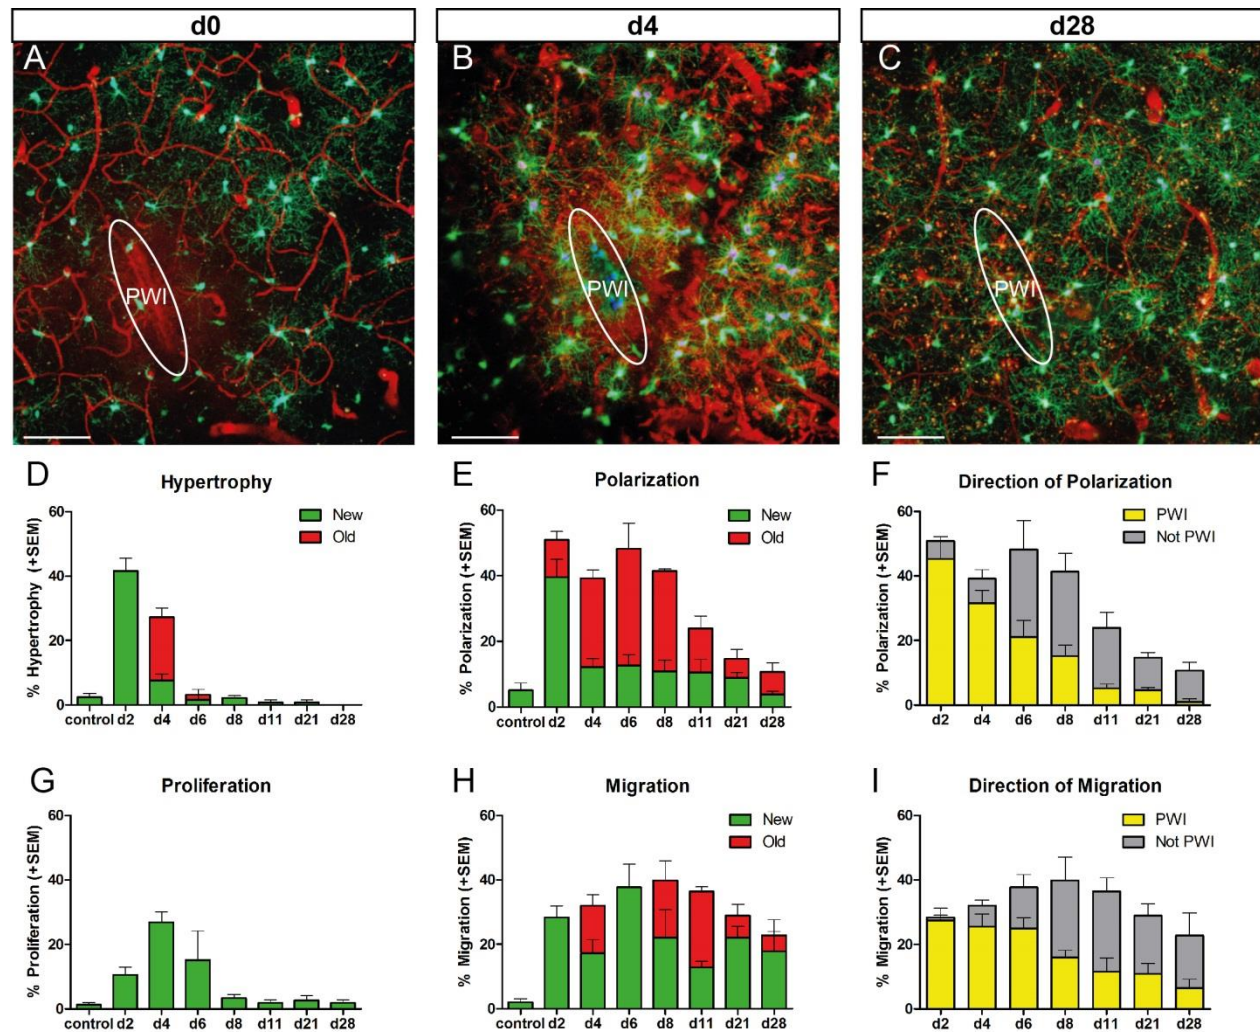 d0
d4
d28
A
B
C
PWI
PWI
PWI
D
Hypertrophy
% Hypertrophy (+SEM)
60
40
20
0
New
Old
control d2 d4 d6 d8 d11 d21 d28
E
Polarization
% Polarization (+SEM)
60
40
20
0
New
Old
control d2 d4 d6 d8 d11 d21 d28
F
Direction of Polarization
% Polarization (+SEM)
60
40
20
0
PWI
Not PWI
d2 d4 d6 d8 d11 d21 d28
G
Proliferation
% Proliferation (+SEM)
60
40
20
0
New
Old
control d2 d4 d6 d8 d11 d21 d28
H
Migration
% Migration (+SEM)
60
40
20
0
New
Old
control d2 d4 d6 d8 d11 d21 d28
I
Direction of Migration
% Migration (+SEM)
60
40
20
0
PWI
Not PWI
d2 d4 d6 d8 d11 d21 d28